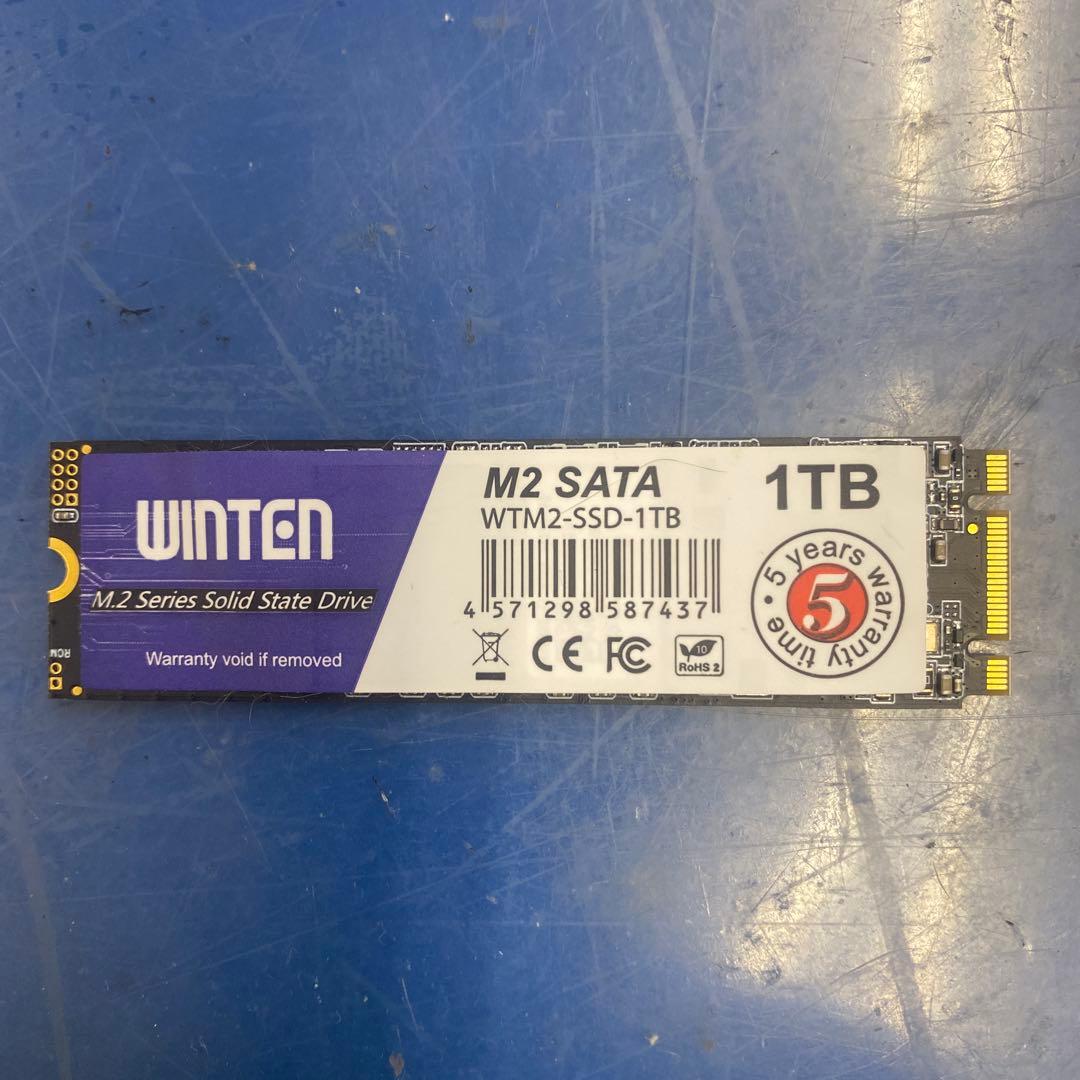 WINTEN
M.2 Series Solid State Drive
Warranty void if removed
M2 SATA
WTM2-SSD-1TB
4 571298 587437
CE FC
10
RoHS 2
1TB
5 years warranty time
5